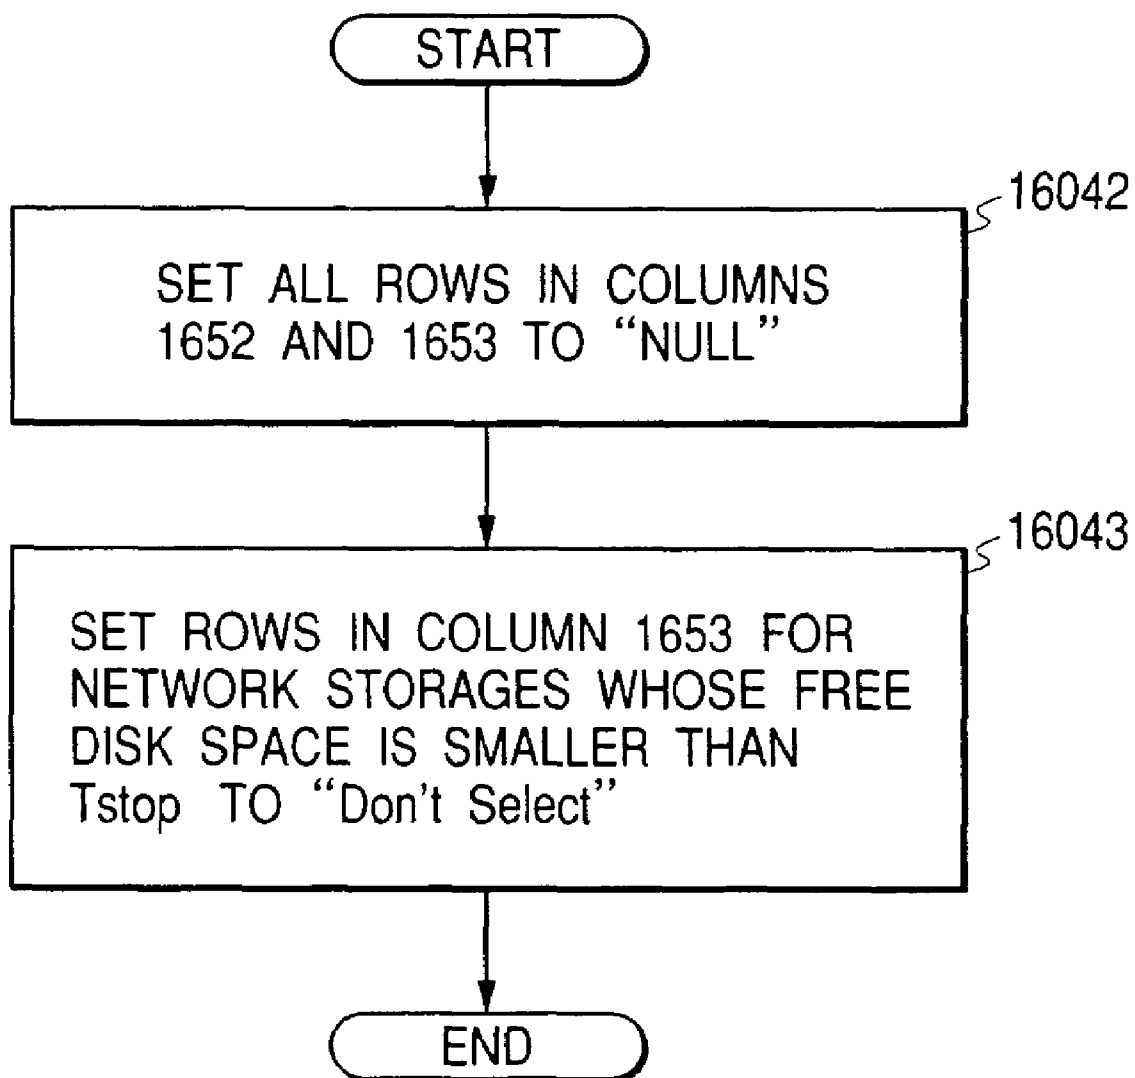 START
16042
SET ALL ROWS IN COLUMNS
1652 AND 1653 TO “NULL”
16043
SET ROWS IN COLUMN 1653 FOR
NETWORK STORAGES WHOSE FREE
DISK SPACE IS SMALLER THAN
Tstop TO “Don't Select”
END